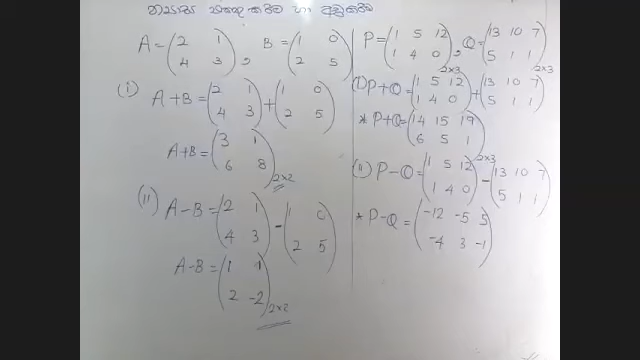 න්‍යාස එකතු කිරීම හා අඩුකිරීම
A = (2 1
4 3) , B = (1 0
2 5)
(i) A+B = (2 1
4 3) + (1 0
2 5)
A+B = (3 1
6 8) 2×2
(ii) A−B = (2 1
4 3) − (1 0
2 5)
A−B = (1 1
2 -2) 2×2
P = (1 5 12
1 4 0) 2×3 , Q = (13 10 7
5 1 1) 2×3
(i) P+Q = (1 5 12
1 4 0) + (13 10 7
5 1 1)
* P+Q = (14 15 19
6 5 1) 2×3
(ii) P−Q = (1 5 12
1 4 0) − (13 10 7
5 1 1)
* P−Q = (-12 -5 5
-4 3 -1)